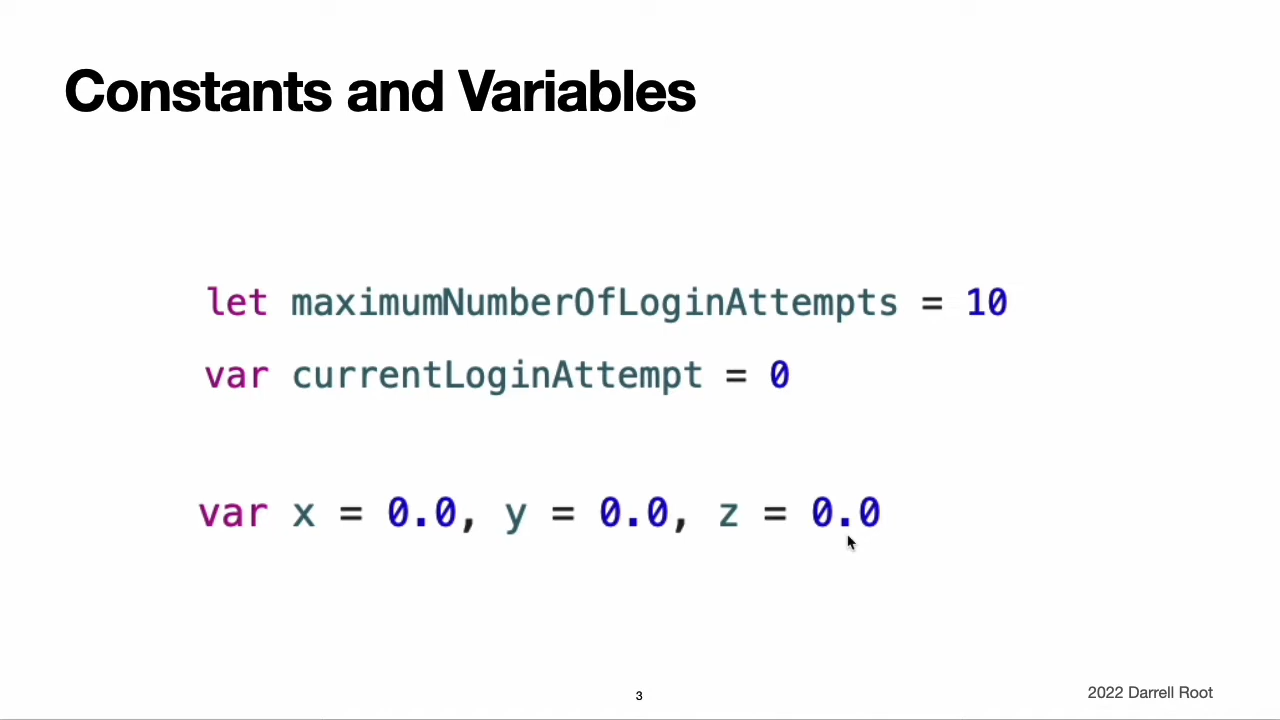 Constants and Variables
let maximumNumberOfLoginAttempts = 10
var currentLoginAttempt = 0
var x = 0.0, y = 0.0, z = 0.0
3
2022 Darrell Root